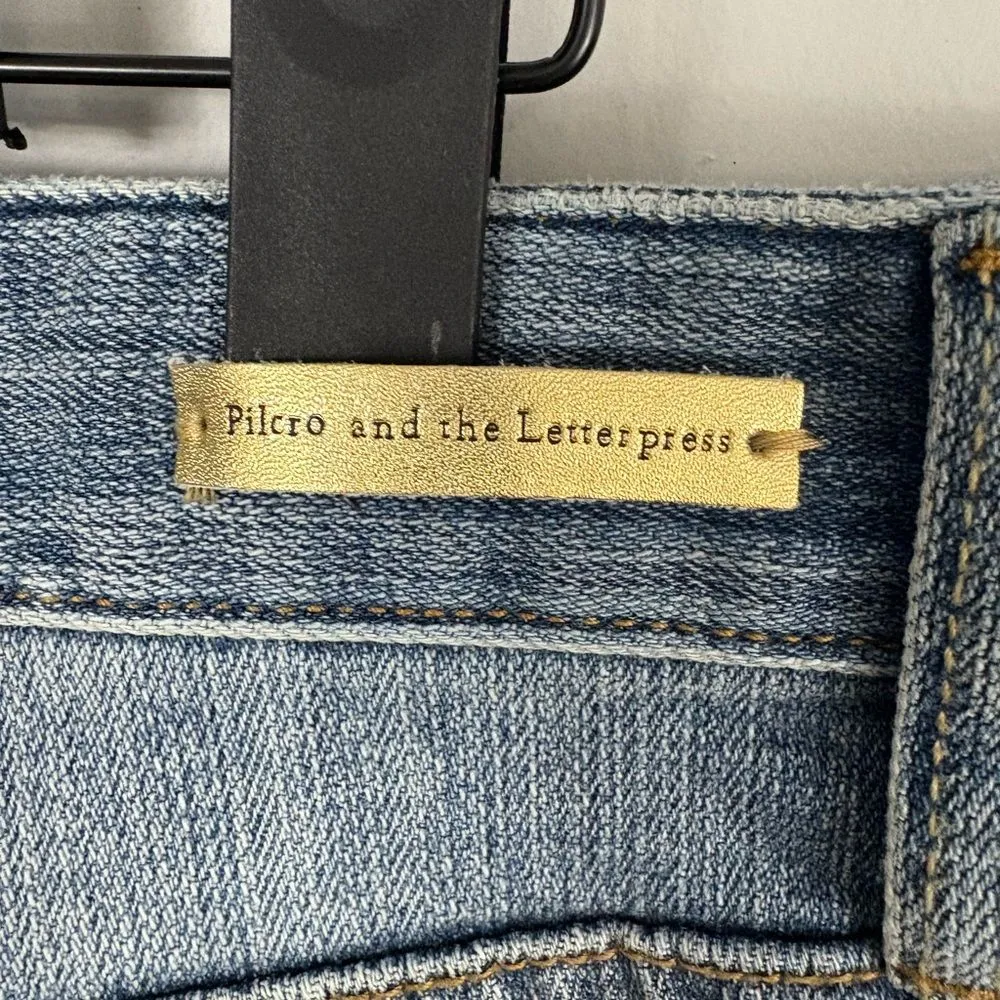 Pilcro and the Letterpress